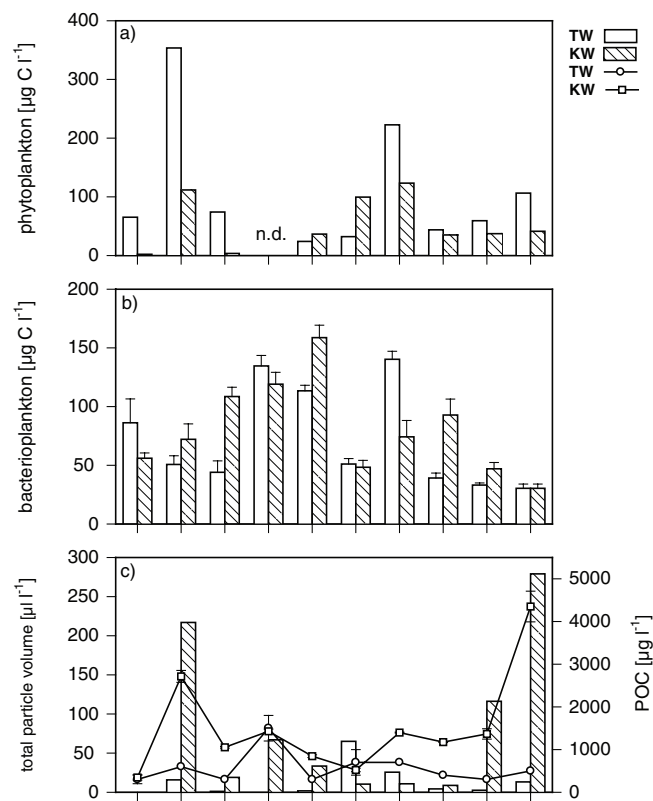 a)
phytoplankton [µg C l⁻¹]
400
300
200
100
0
n.d.
TW
KW
TW
KW
b)
bacterioplankton [µg C l⁻¹]
200
150
100
50
0
c)
total particle volume [µl l⁻¹]
300
250
200
150
100
50
0
5000
4000
3000
2000
1000
0
POC [µg l⁻¹]